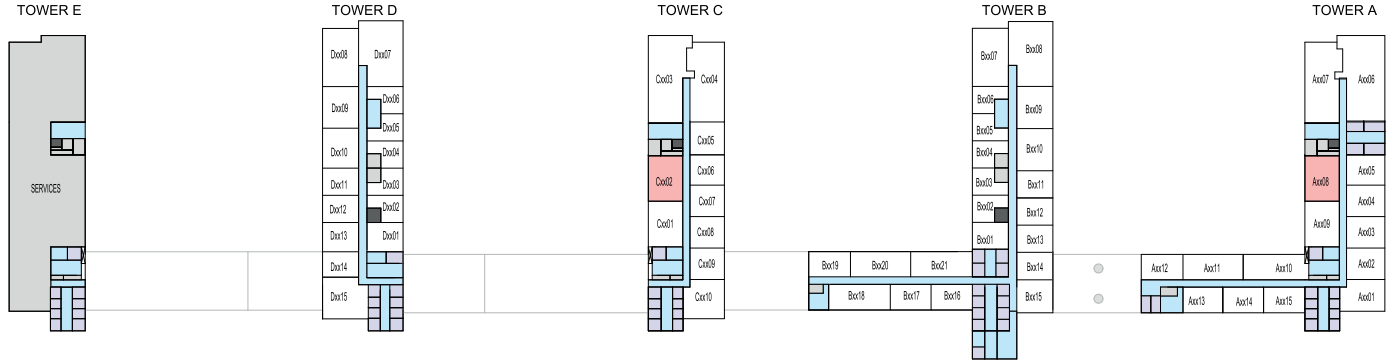 TOWER E
TOWER D
TOWER C
TOWER B
TOWER A
SERVICES
Dxx08
Dxx07
Dxx09
Dxx06
Dxx05
Dxx10
Dxx04
Dxx11
Dxx03
Dxx12
Dxx02
Dxx13
Dxx01
Dxx14
Dxx15
Cxx03
Cxx04
Cxx05
Cxx02
Cxx06
Cxx07
Cxx01
Cxx08
Cxx09
Cxx10
Bxx07
Bxx08
Bxx06
Bxx09
Bxx05
Bxx04
Bxx10
Bxx03
Bxx11
Bxx02
Bxx12
Bxx01
Bxx13
Bxx19
Bxx20
Bxx21
Bxx14
Bxx18
Bxx17
Bxx16
Bxx15
Axx07
Axx06
Axx08
Axx05
Axx04
Axx09
Axx03
Axx12
Axx11
Axx10
Axx02
Axx13
Axx14
Axx15
Axx01